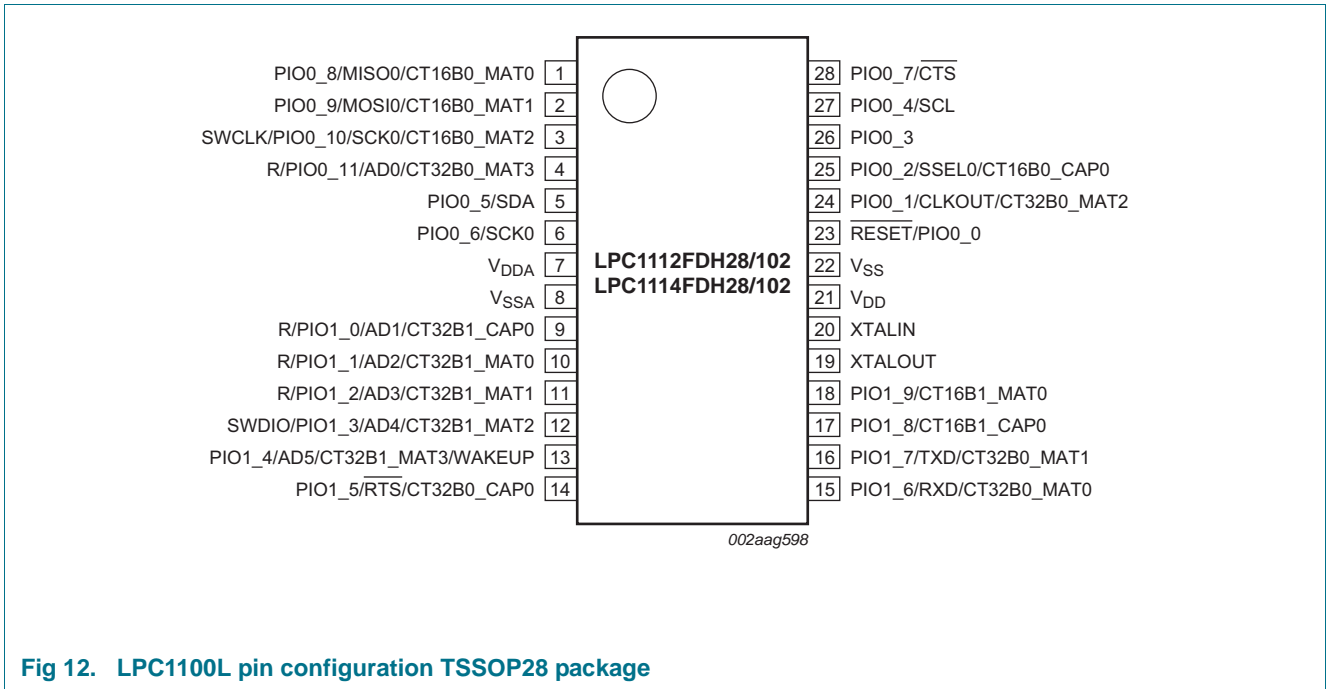 PIO0_8/MISO0/CT16B0_MAT0 1
PIO0_9/MOSI0/CT16B0_MAT1 2
SWCLK/PIO0_10/SCK0/CT16B0_MAT2 3
R/PIO0_11/AD0/CT32B0_MAT3 4
PIO0_5/SDA 5
PIO0_6/SCK0 6
VDDA 7
VSSA 8
R/PIO1_0/AD1/CT32B1_CAP0 9
R/PIO1_1/AD2/CT32B1_MAT0 10
R/PIO1_2/AD3/CT32B1_MAT1 11
SWDIO/PIO1_3/AD4/CT32B1_MAT2 12
PIO1_4/AD5/CT32B1_MAT3/WAKEUP 13
PIO1_5/RTS/CT32B0_CAP0 14
LPC1112FDH28/102
LPC1114FDH28/102
28 PIO0_7/CTS
27 PIO0_4/SCL
26 PIO0_3
25 PIO0_2/SSEL0/CT16B0_CAP0
24 PIO0_1/CLKOUT/CT32B0_MAT2
23 RESET/PIO0_0
22 VSS
21 VDD
20 XTALIN
19 XTALOUT
18 PIO1_9/CT16B1_MAT0
17 PIO1_8/CT16B1_CAP0
16 PIO1_7/TXD/CT32B0_MAT1
15 PIO1_6/RXD/CT32B0_MAT0
002aag598
Fig 12. LPC1100L pin configuration TSSOP28 package